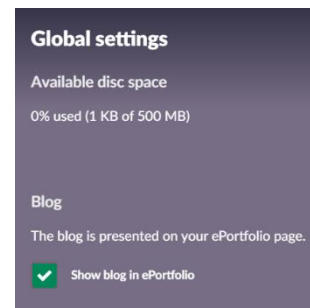 Global settings
Available disc space
0% used (1 KB of 500 MB)
Blog
The blog is presented on your ePortfolio page.
Show blog in ePortfolio